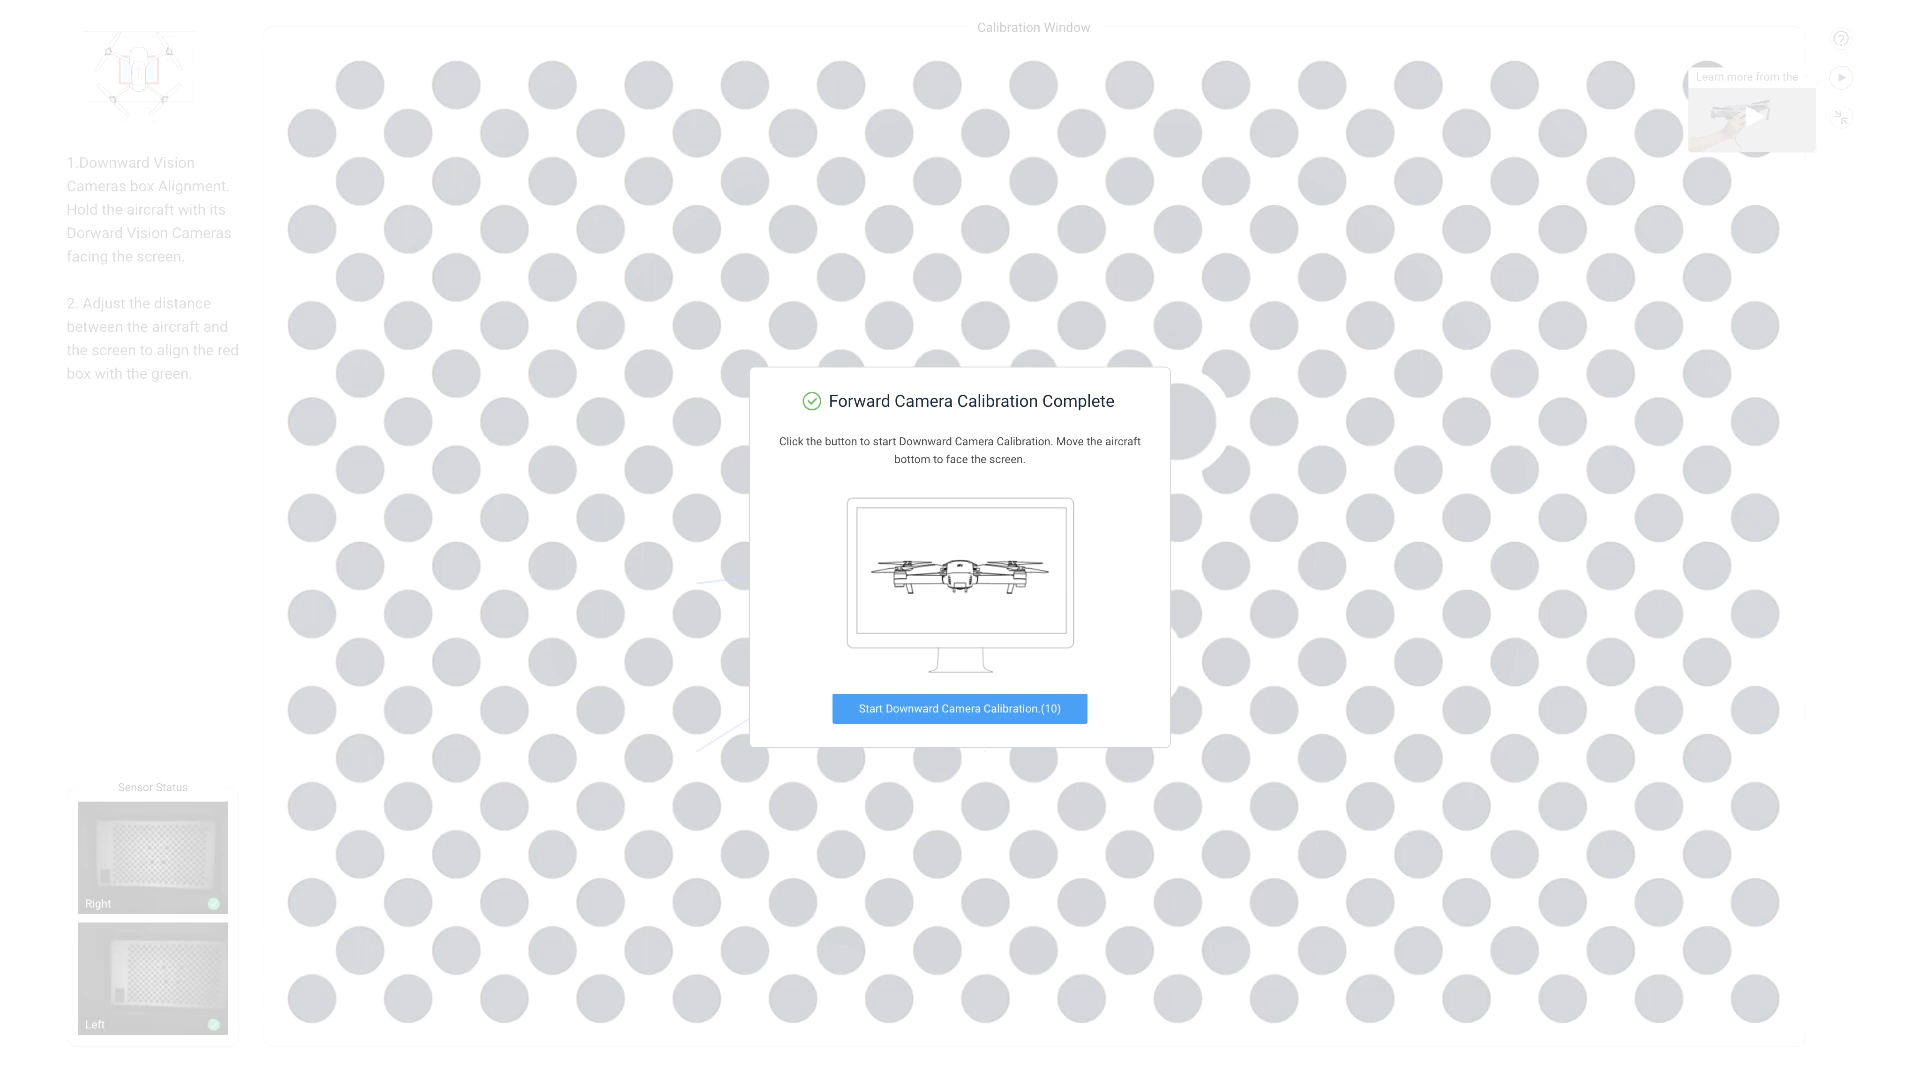 Calibration Window
Learn more from the
1.Downward Vision
Cameras box Alignment.
Hold the aircraft with its
Dorward Vision Cameras
facing the screen.
2. Adjust the distance
between the aircraft and
the screen to align the red
box with the green.
Forward Camera Calibration Complete
Click the button to start Downward Camera Calibration. Move the aircraft
bottom to face the screen.
Start Downward Camera Calibration.(10)
Sensor Status
Right
Left